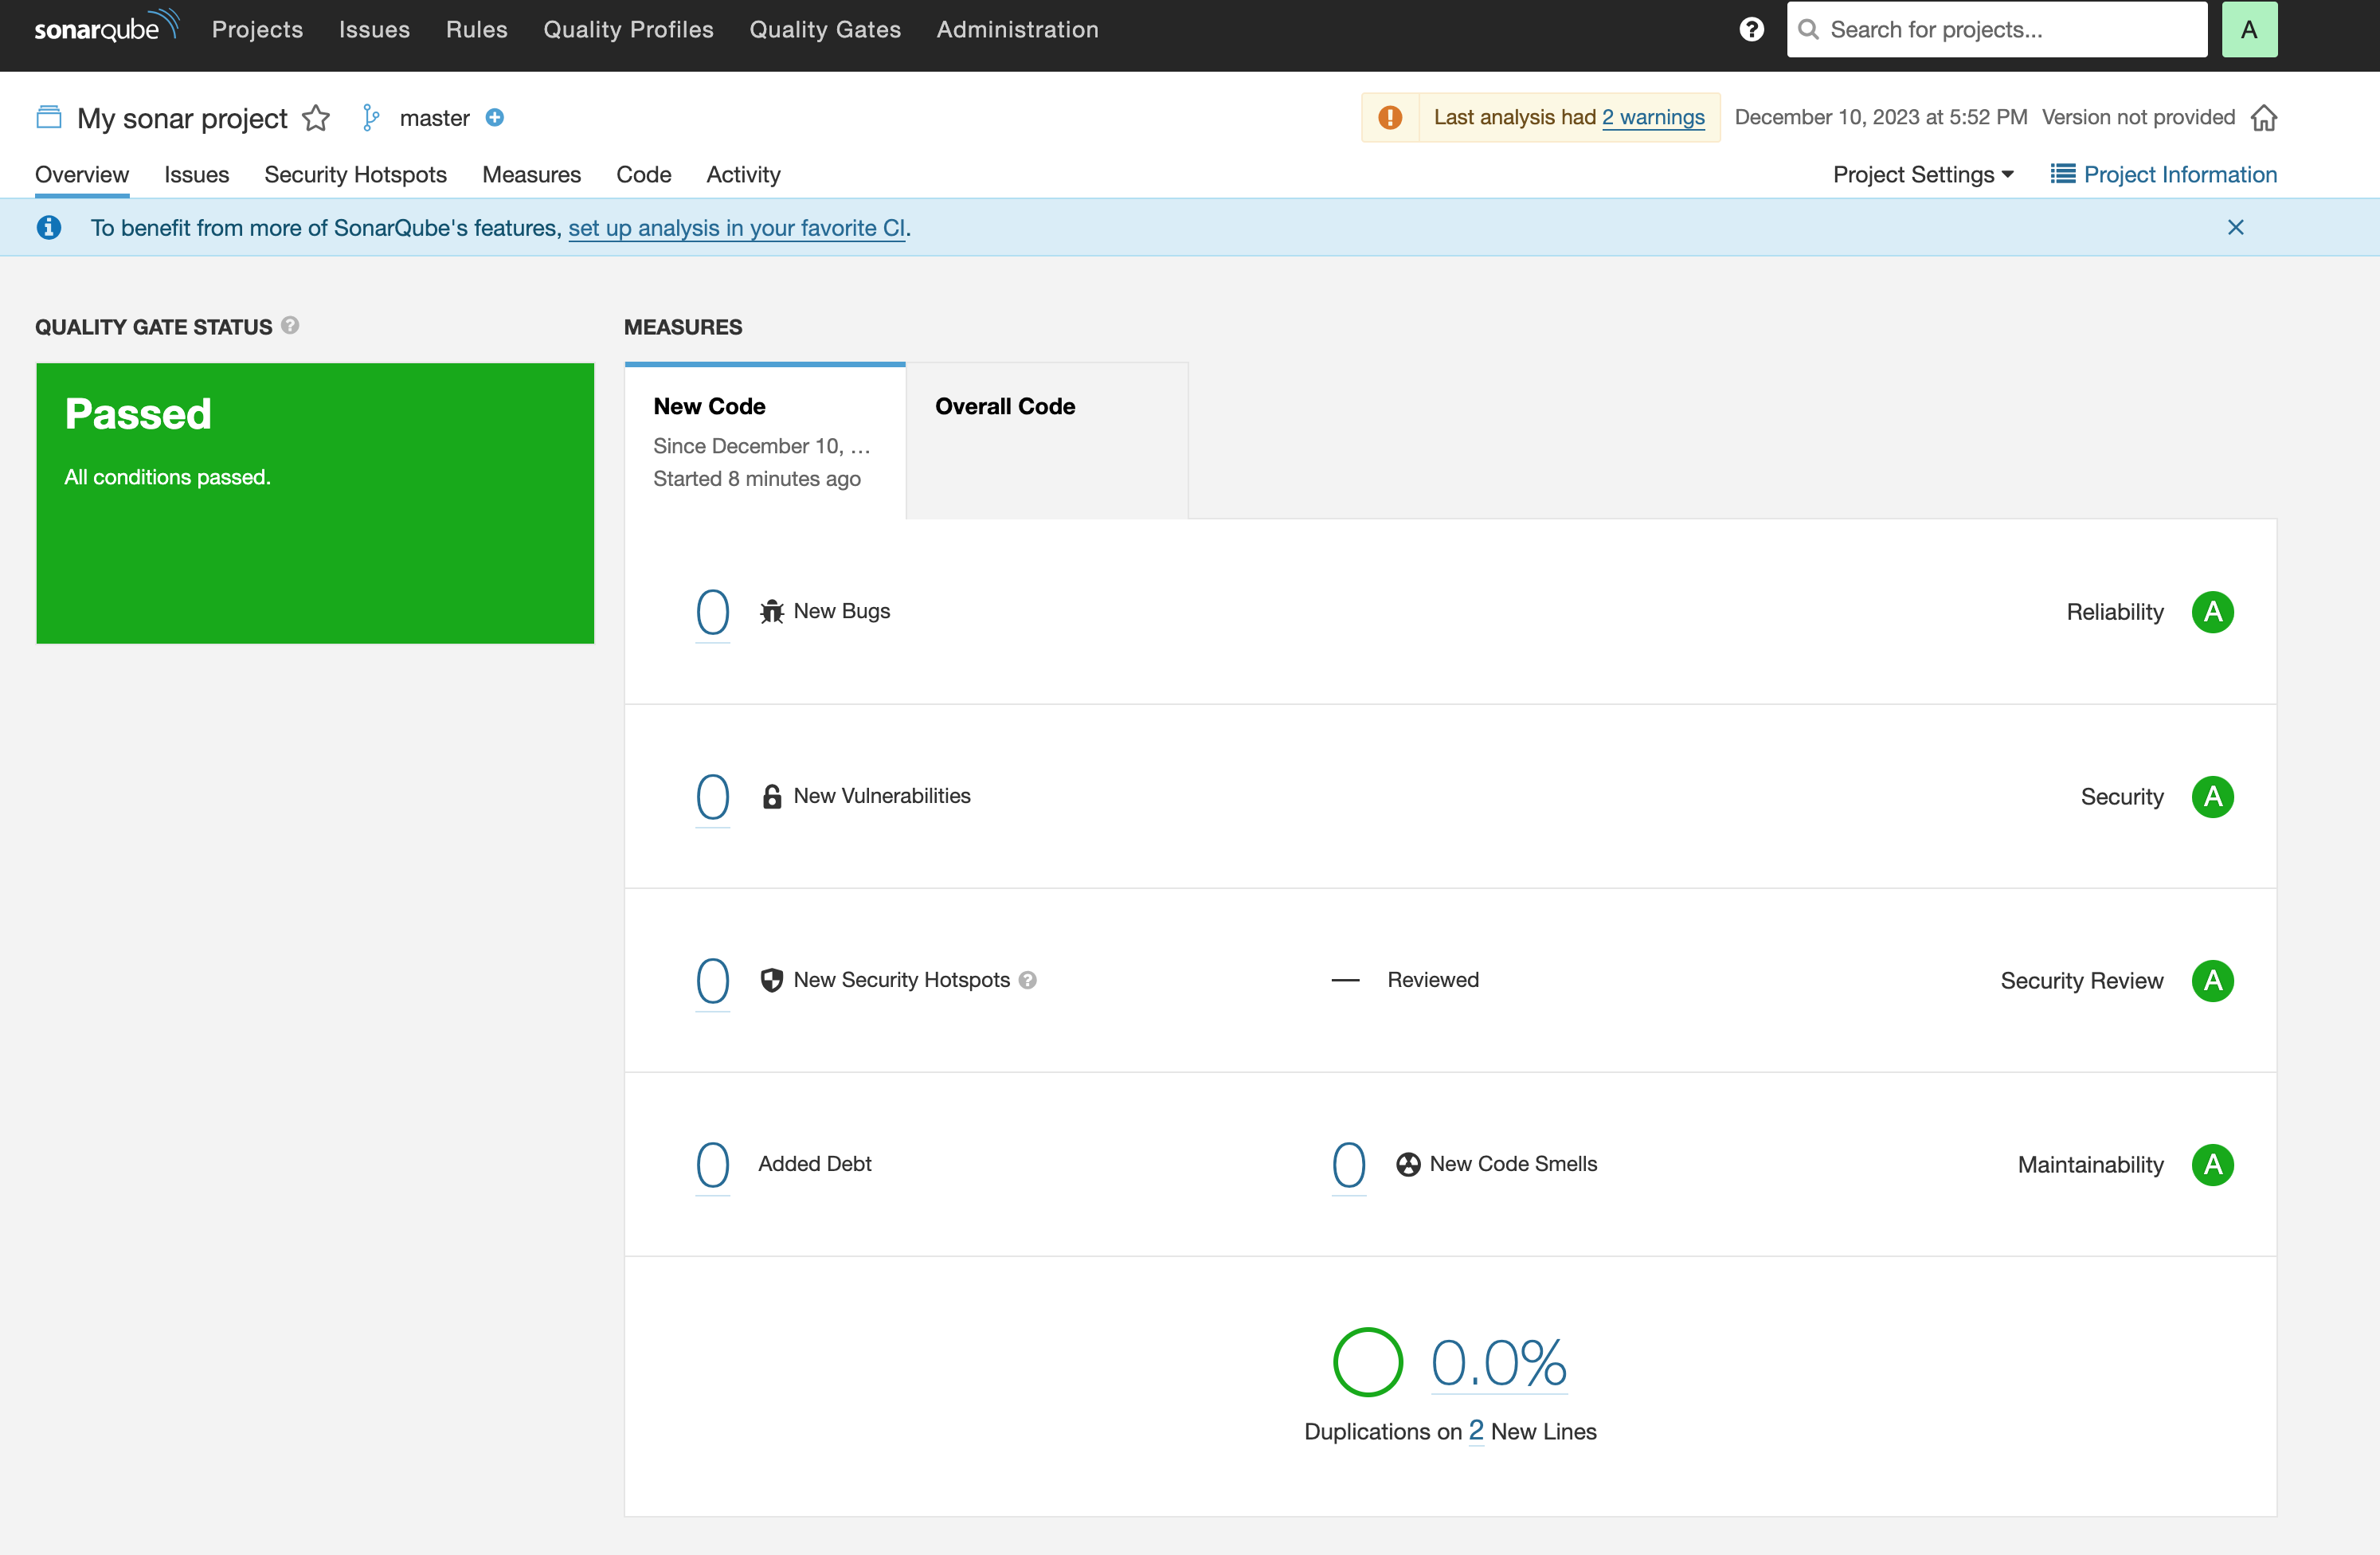 sonarqube Projects Issues Rules Quality Profiles Quality Gates Administration ? Search for projects... A
My sonar project master Last analysis had 2 warnings December 10, 2023 at 5:52 PM Version not provided
Overview Issues Security Hotspots Measures Code Activity Project Settings Project Information
To benefit from more of SonarQube's features, set up analysis in your favorite CI.
QUALITY GATE STATUS ?
Passed
All conditions passed.
MEASURES
New Code
Since December 10, …
Started 8 minutes ago
Overall Code
0 New Bugs Reliability A
0 New Vulnerabilities Security A
0 New Security Hotspots ? — Reviewed Security Review A
0 Added Debt 0 New Code Smells Maintainability A
0.0%
Duplications on 2 New Lines